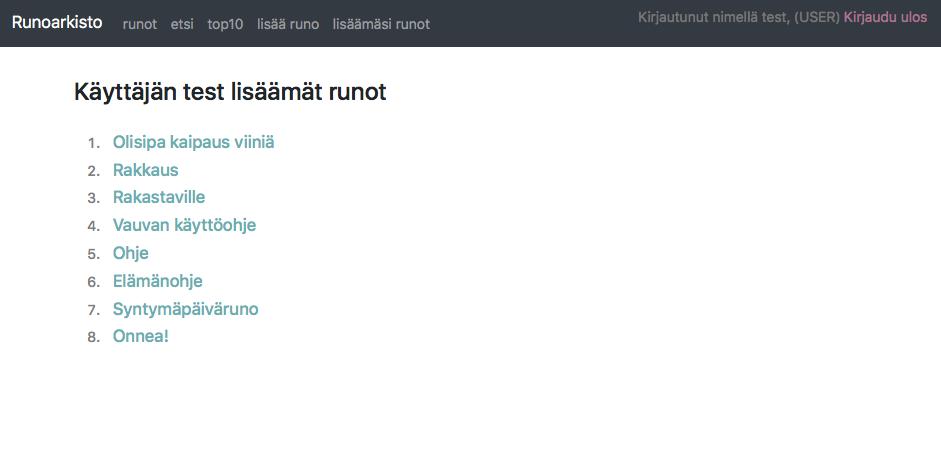 Runoarkisto runot etsi top10 lisää runo lisäämäsi runot Kirjautunut nimellä test, (USER) Kirjaudu ulos
Käyttäjän test lisäämät runot
1. Olisipa kaipaus viiniä
2. Rakkaus
3. Rakastaville
4. Vauvan käyttöohje
5. Ohje
6. Elämänohje
7. Syntymäpäiväruno
8. Onnea!